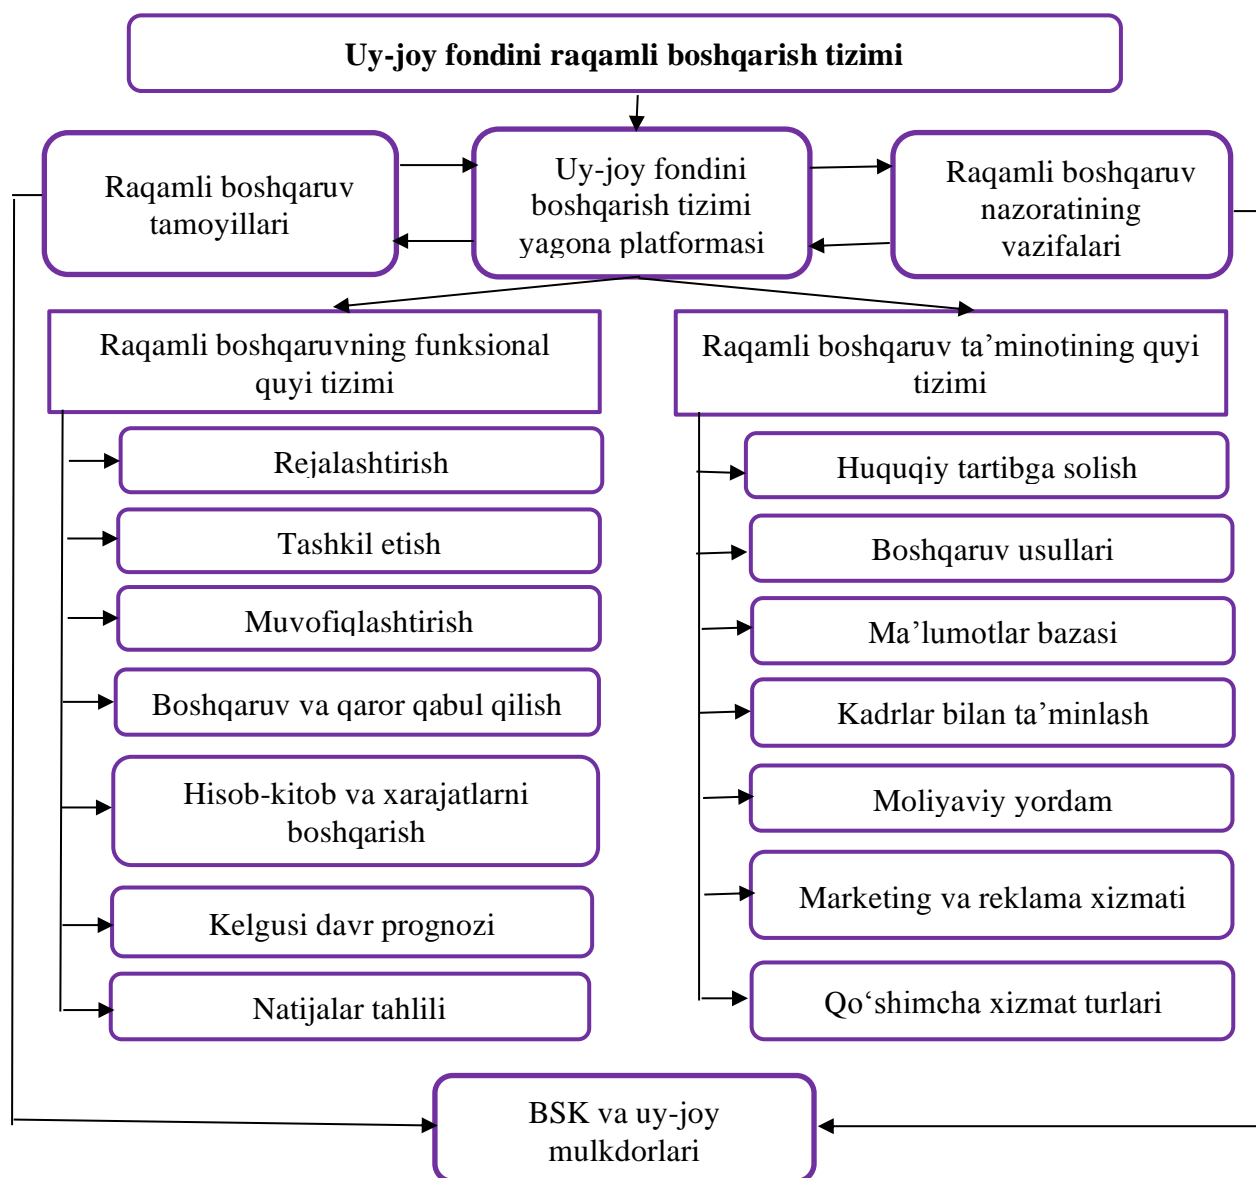 Uy-joy fondini raqamli boshqarish tizimi
Raqamli boshqaruv
tamoyillari
Uy-joy fondini
boshqarish tizimi
yagona platformasi
Raqamli boshqaruv
nazoratining
vazifalari
Raqamli boshqaruvning funksional
quyi tizimi
Rejalashtirish
Tashkil etish
Muvofiqlashtirish
Boshqaruv va qaror qabul qilish
Hisob-kitob va xarajatlarni
boshqarish
Kelgusi davr prognozi
Natijalar tahlili
Raqamli boshqaruv ta’minotining quyi
tizimi
Huquqiy tartibga solish
Boshqaruv usullari
Ma’lumotlar bazasi
Kadrlar bilan ta’minlash
Moliyaviy yordam
Marketing va reklama xizmati
Qo‘shimcha xizmat turlari
BSK va uy-joy
mulkdorlari